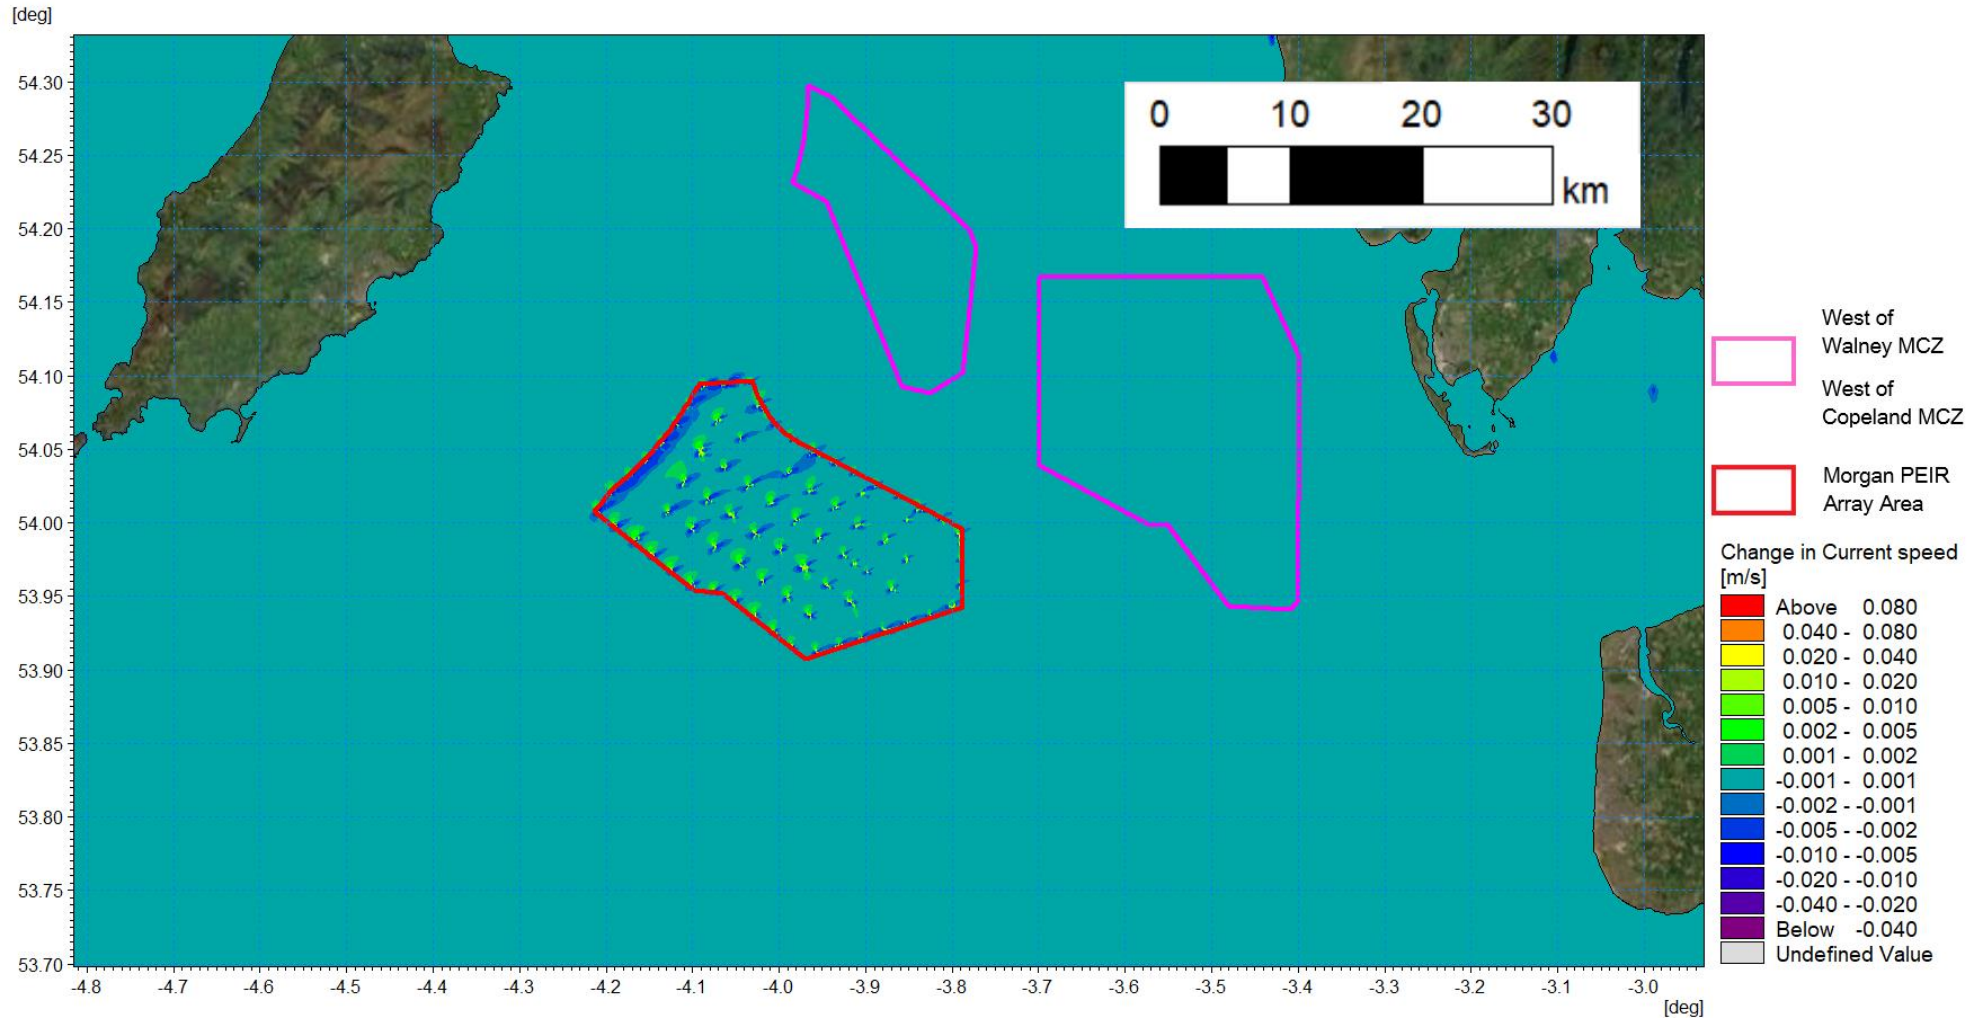 [deg]
54.30
54.25
54.20
54.15
54.10
54.05
54.00
53.95
53.90
53.85
53.80
53.75
53.70
-4.8 -4.7 -4.6 -4.5 -4.4 -4.3 -4.2 -4.1 -4.0 -3.9 -3.8 -3.7 -3.6 -3.5 -3.4 -3.3 -3.2 -3.1 -3.0
[deg]
0 10 20 30
km
West of
Walney MCZ
West of
Copeland MCZ
Morgan PEIR
Array Area
Change in Current speed
[m/s]
Above 0.080
0.040 - 0.080
0.020 - 0.040
0.010 - 0.020
0.005 - 0.010
0.002 - 0.005
0.001 - 0.002
-0.001 - 0.001
-0.002 - -0.001
-0.005 - -0.002
-0.010 - -0.005
-0.020 - -0.010
-0.040 - -0.020
Below -0.040
Undefined Value